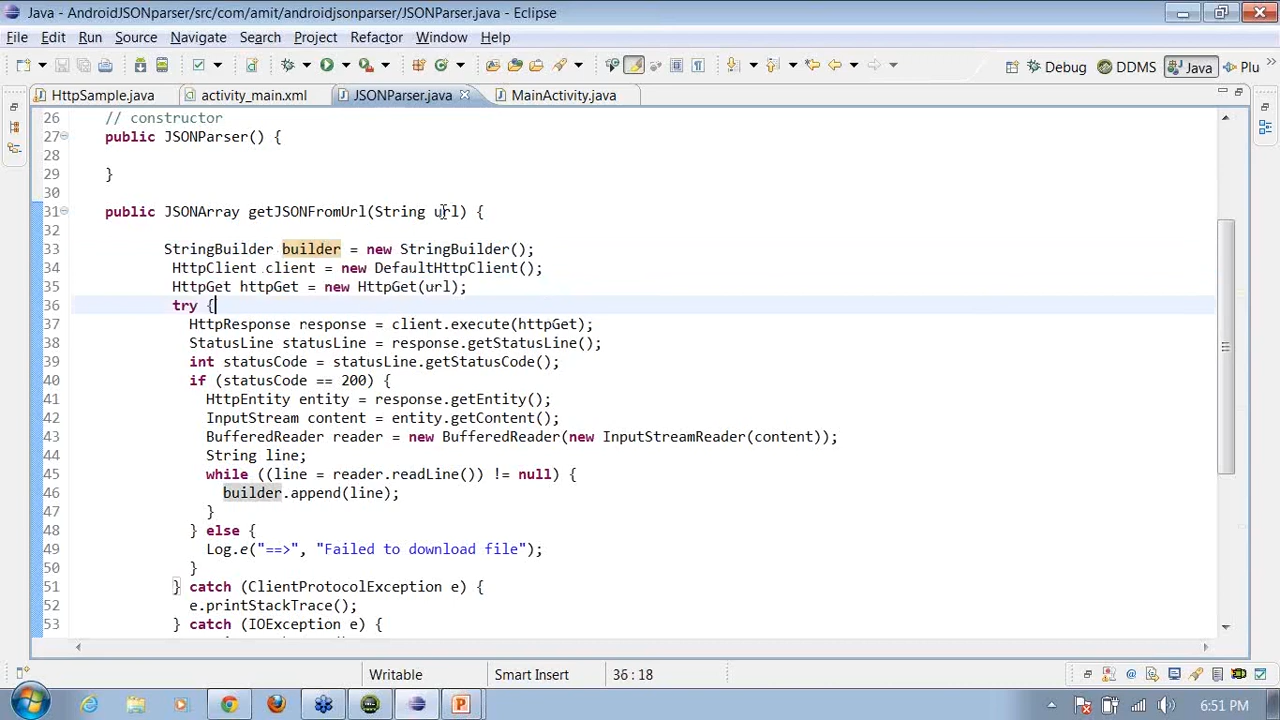 Java - AndroidJSONparser/src/com/amit/androidjsonparser/JSONParser.java - Eclipse
File Edit Run Source Navigate Search Project Refactor Window Help
Debug DDMS Java Plu
HttpSample.java activity_main.xml JSONParser.java MainActivity.java
26 // constructor
27 public JSONParser() {
28
29 }
30
31 public JSONArray getJSONFromUrl(String url) {
32
33 StringBuilder builder = new StringBuilder();
34 HttpClient client = new DefaultHttpClient();
35 HttpGet httpGet = new HttpGet(url);
36 try {
37 HttpResponse response = client.execute(httpGet);
38 StatusLine statusLine = response.getStatusLine();
39 int statusCode = statusLine.getStatusCode();
40 if (statusCode == 200) {
41 HttpEntity entity = response.getEntity();
42 InputStream content = entity.getContent();
43 BufferedReader reader = new BufferedReader(new InputStreamReader(content));
44 String line;
45 while ((line = reader.readLine()) != null) {
46 builder.append(line);
47 }
48 } else {
49 Log.e("==>", "Failed to download file");
50 }
51 } catch (ClientProtocolException e) {
52 e.printStackTrace();
53 } catch (IOException e) {
Writable Smart Insert 36 : 18
6:51 PM